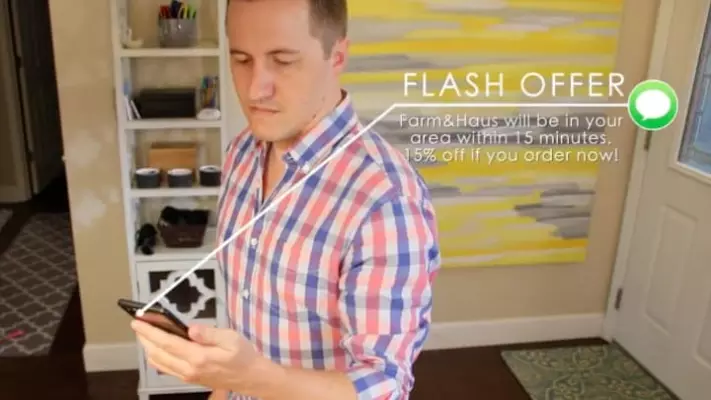 FLASH OFFER
Farm&Haus will be in your
area within 15 minutes.
15% off if you order now!